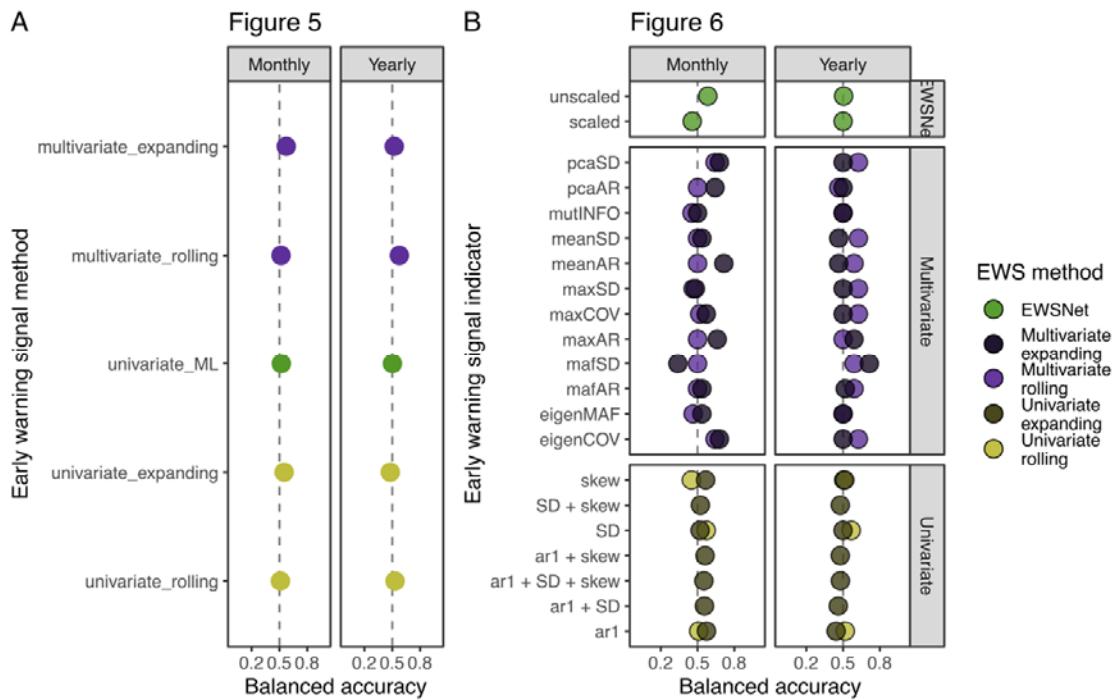 A
Figure 5
Monthly
Yearly
Early warning signal method
multivariate_expanding
multivariate_rolling
univariate_ML
univariate_expanding
univariate_rolling
0.2 0.5 0.8
0.2 0.5 0.8
Balanced accuracy
B
Figure 6
Monthly
Yearly
Early warning signal indicator
unscaled
scaled
EWSNe
pcaSD
pcaAR
mutINFO
meanSD
meanAR
maxSD
maxCOV
maxAR
mafSD
mafAR
eigenMAF
eigenCOV
Multivariate
skew
SD + skew
SD
ar1 + skew
ar1 + SD + skew
ar1 + SD
ar1
Univariate
0.2 0.5 0.8
0.2 0.5 0.8
Balanced accuracy
EWS method
EWSNet
Multivariate
expanding
Multivariate
rolling
Univariate
expanding
Univariate
rolling